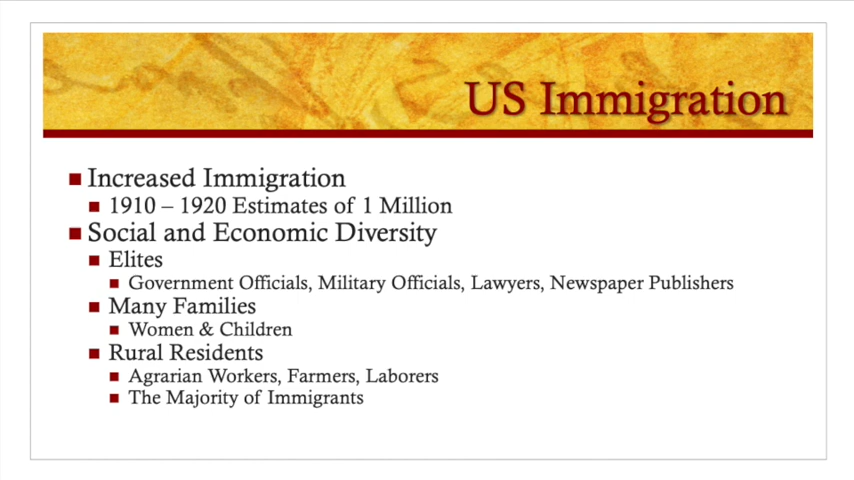 US Immigration
Increased Immigration
1910 – 1920 Estimates of 1 Million
Social and Economic Diversity
Elites
Government Officials, Military Officials, Lawyers, Newspaper Publishers
Many Families
Women & Children
Rural Residents
Agrarian Workers, Farmers, Laborers
The Majority of Immigrants